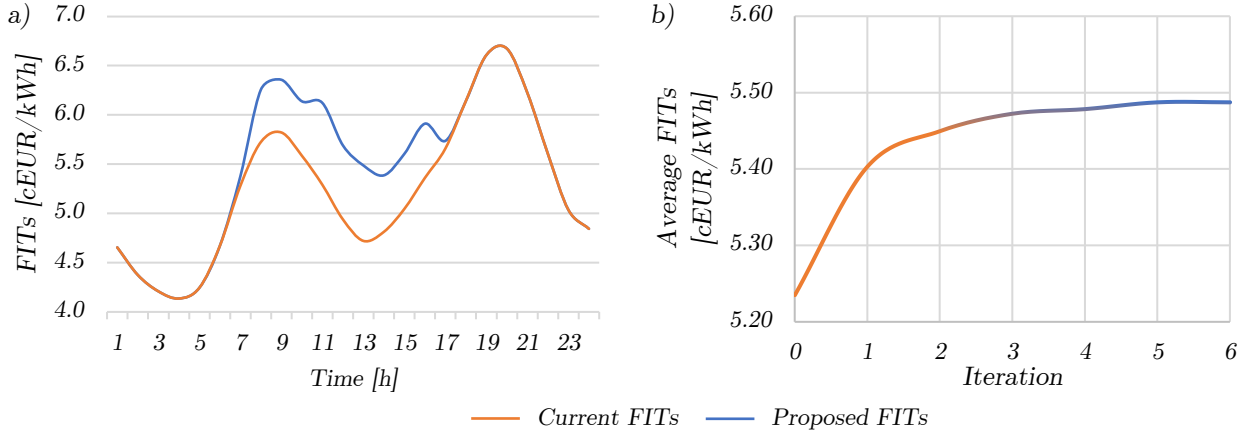 a)
FITs [cEUR/kWh]
7.0
6.5
6.0
5.5
5.0
4.5
4.0
1 3 5 7 9 11 13 15 17 19 21 23
Time [h]
b)
Average FITs
[cEUR/kWh]
5.60
5.50
5.40
5.30
5.20
0 1 2 3 4 5 6
Iteration
Current FITs Proposed FITs